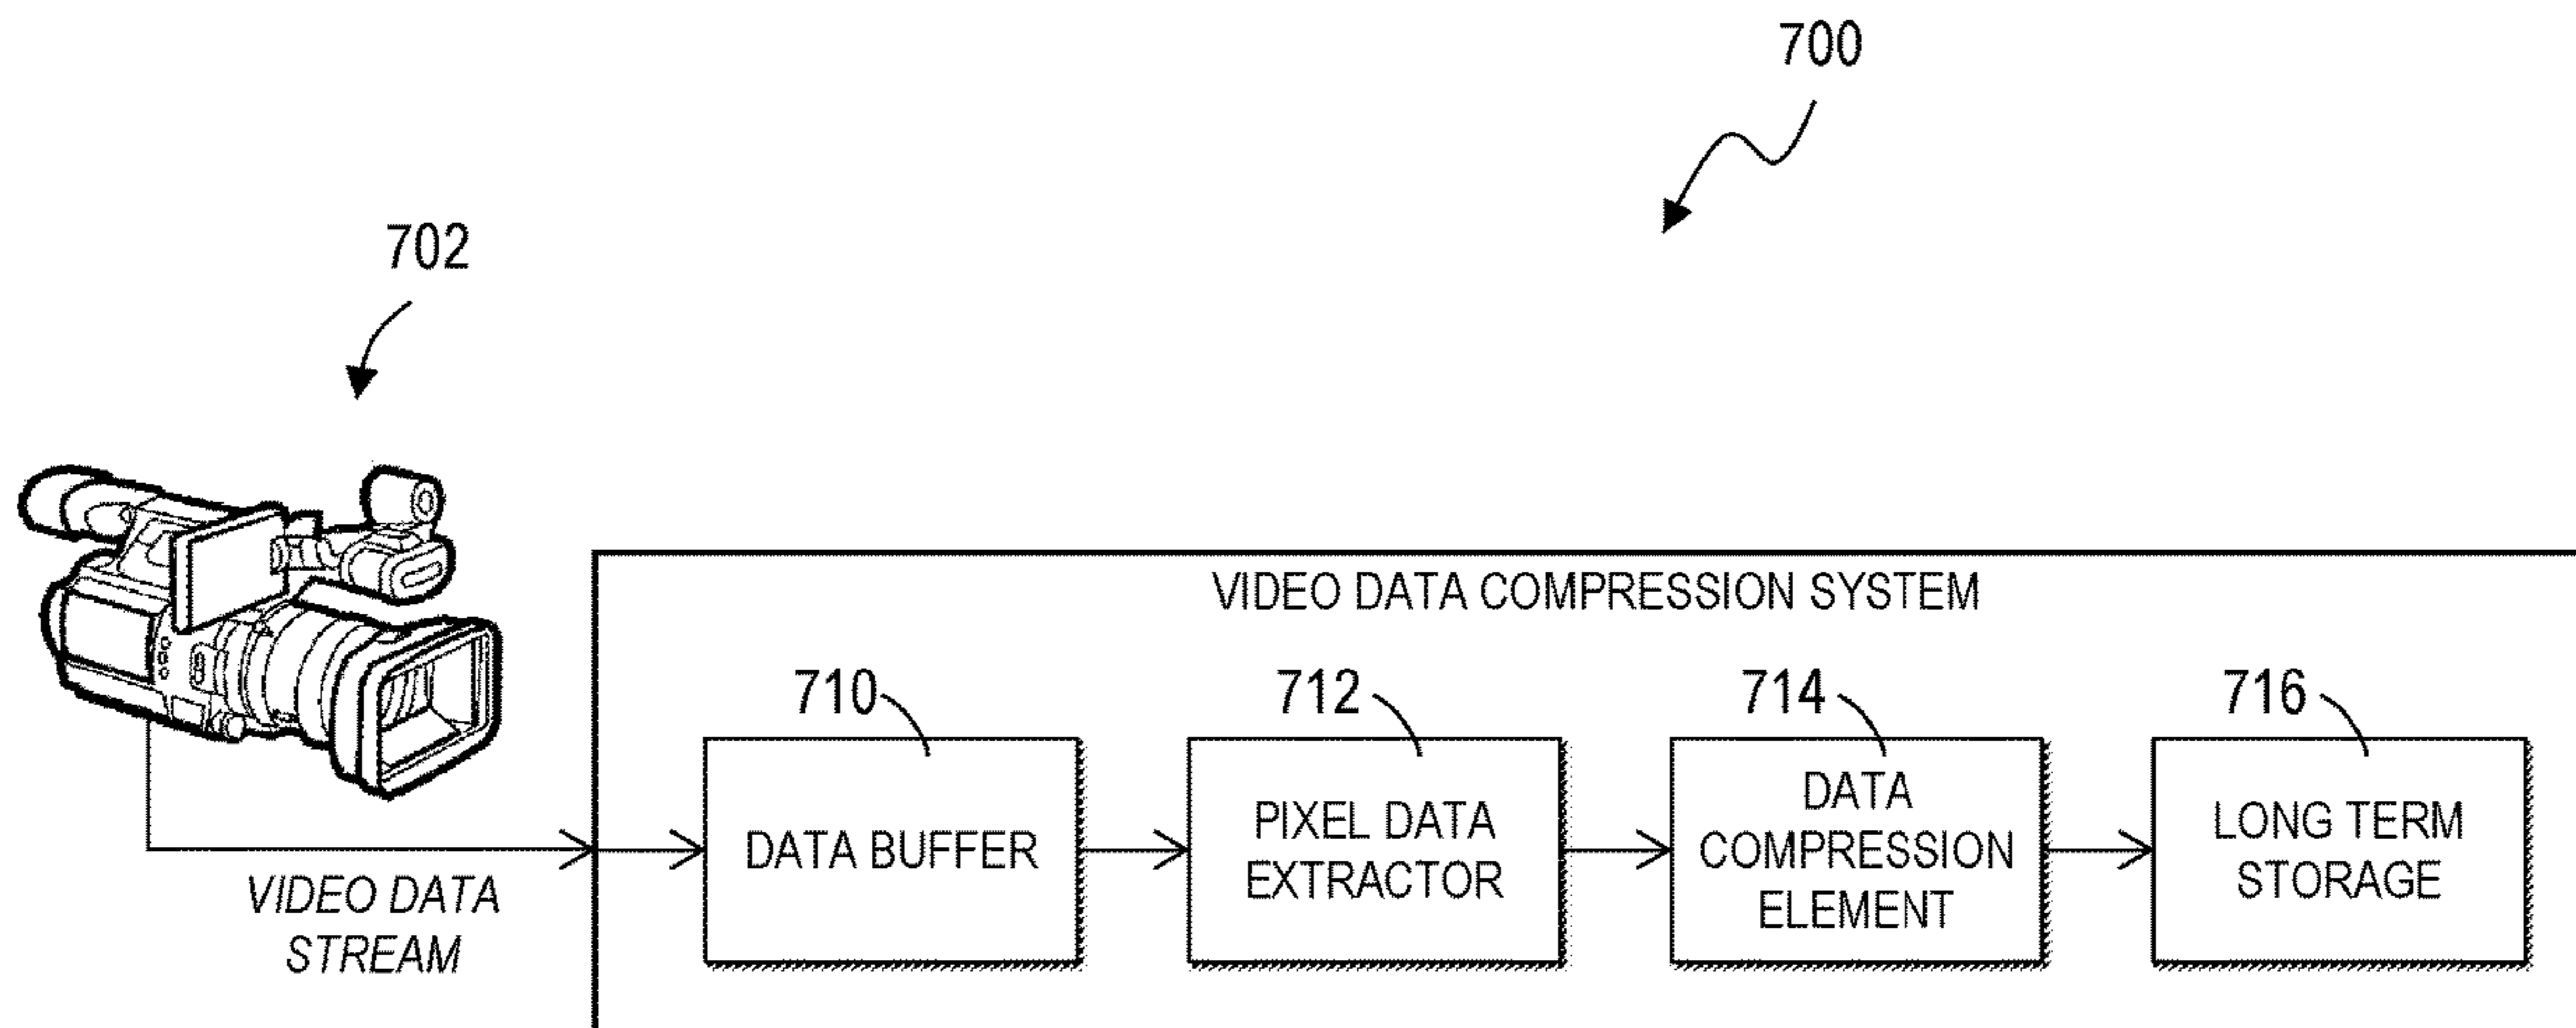 700
702
VIDEO DATA COMPRESSION SYSTEM
710
712
714
716
DATA BUFFER
PIXEL DATA
EXTRACTOR
DATA
COMPRESSION
ELEMENT
LONG TERM
STORAGE
VIDEO DATA
STREAM